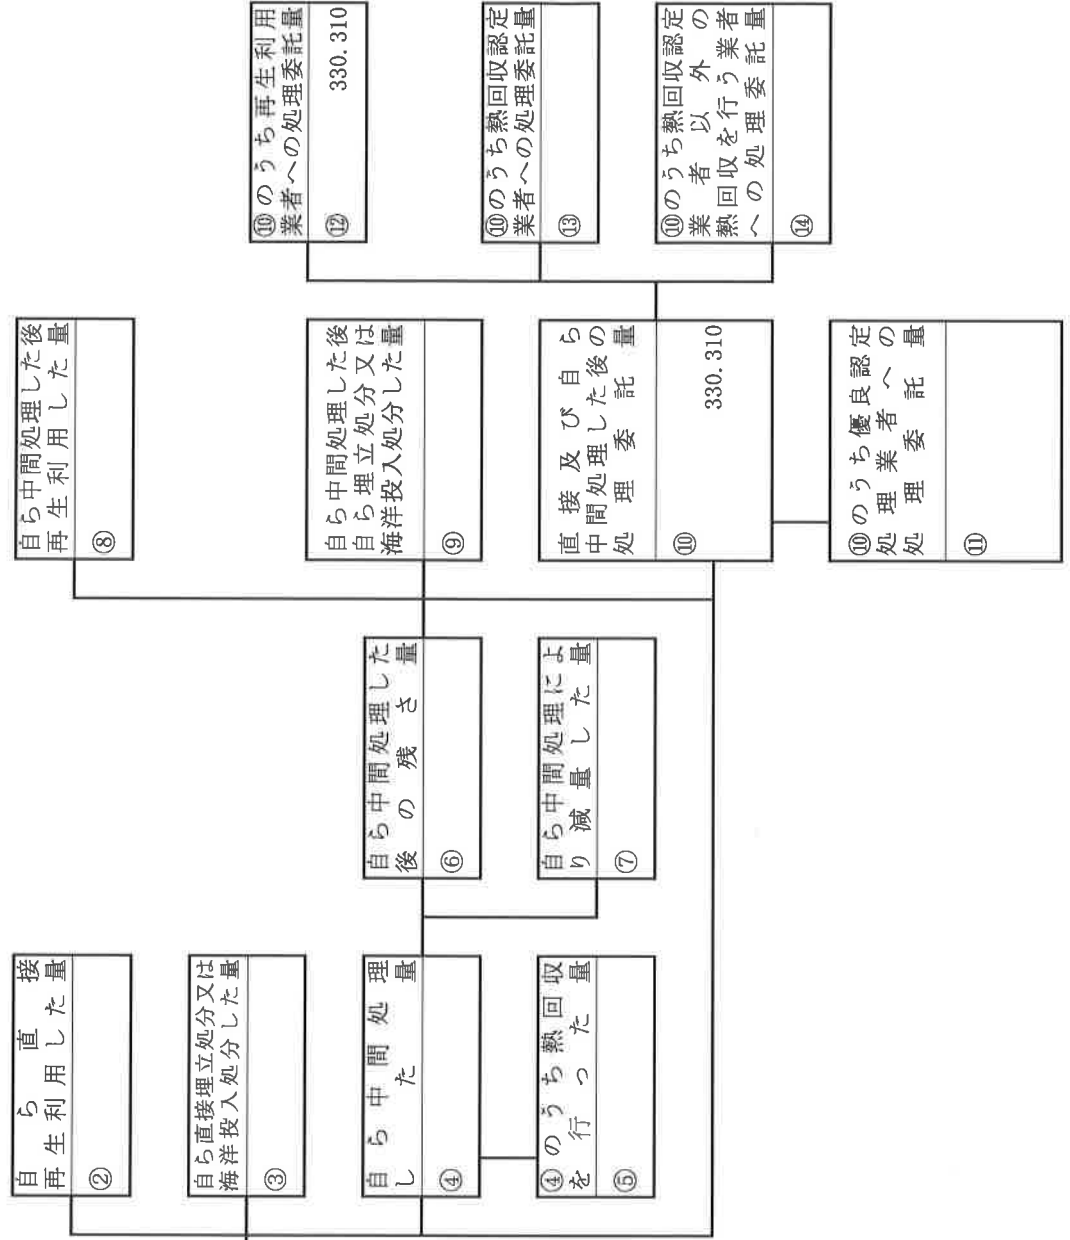 自ら直接
再生利用した量
②
自ら直接埋立処分又は
海洋投入処分した量
③
自ら中間処理
した量
④
④のうち熱回収
を行った量
⑤
自ら中間処理した
後の残さ量
⑥
自ら中間処理によ
り減量した量
⑦
自ら中間処理した後
再生利用した量
⑧
自ら中間処理した後
自ら埋立処分又は
海洋投入処分した量
⑨
直接及び自ら
中間処理した後の
処理委託量
⑩
330.310
⑩のうち優良認定
処理業者への
処理委託量
⑪
⑩のうち再生利用
業者への処理委託量
⑫
330.310
⑩のうち熱回収認定
業者への処理委託量
⑬
⑩のうち熱回収認定
業者以外の
熱回収を行う業者
への処理委託量
⑭